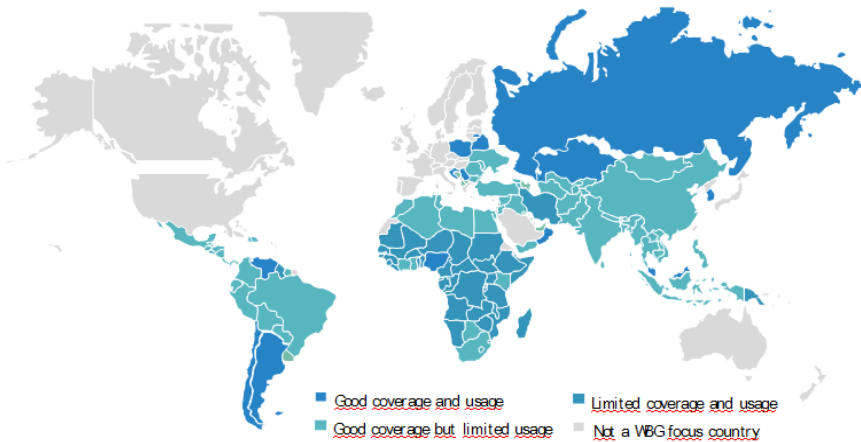 Good coverage and usage
Limited coverage and usage
Good coverage but limited usage
Not a WBG focus country